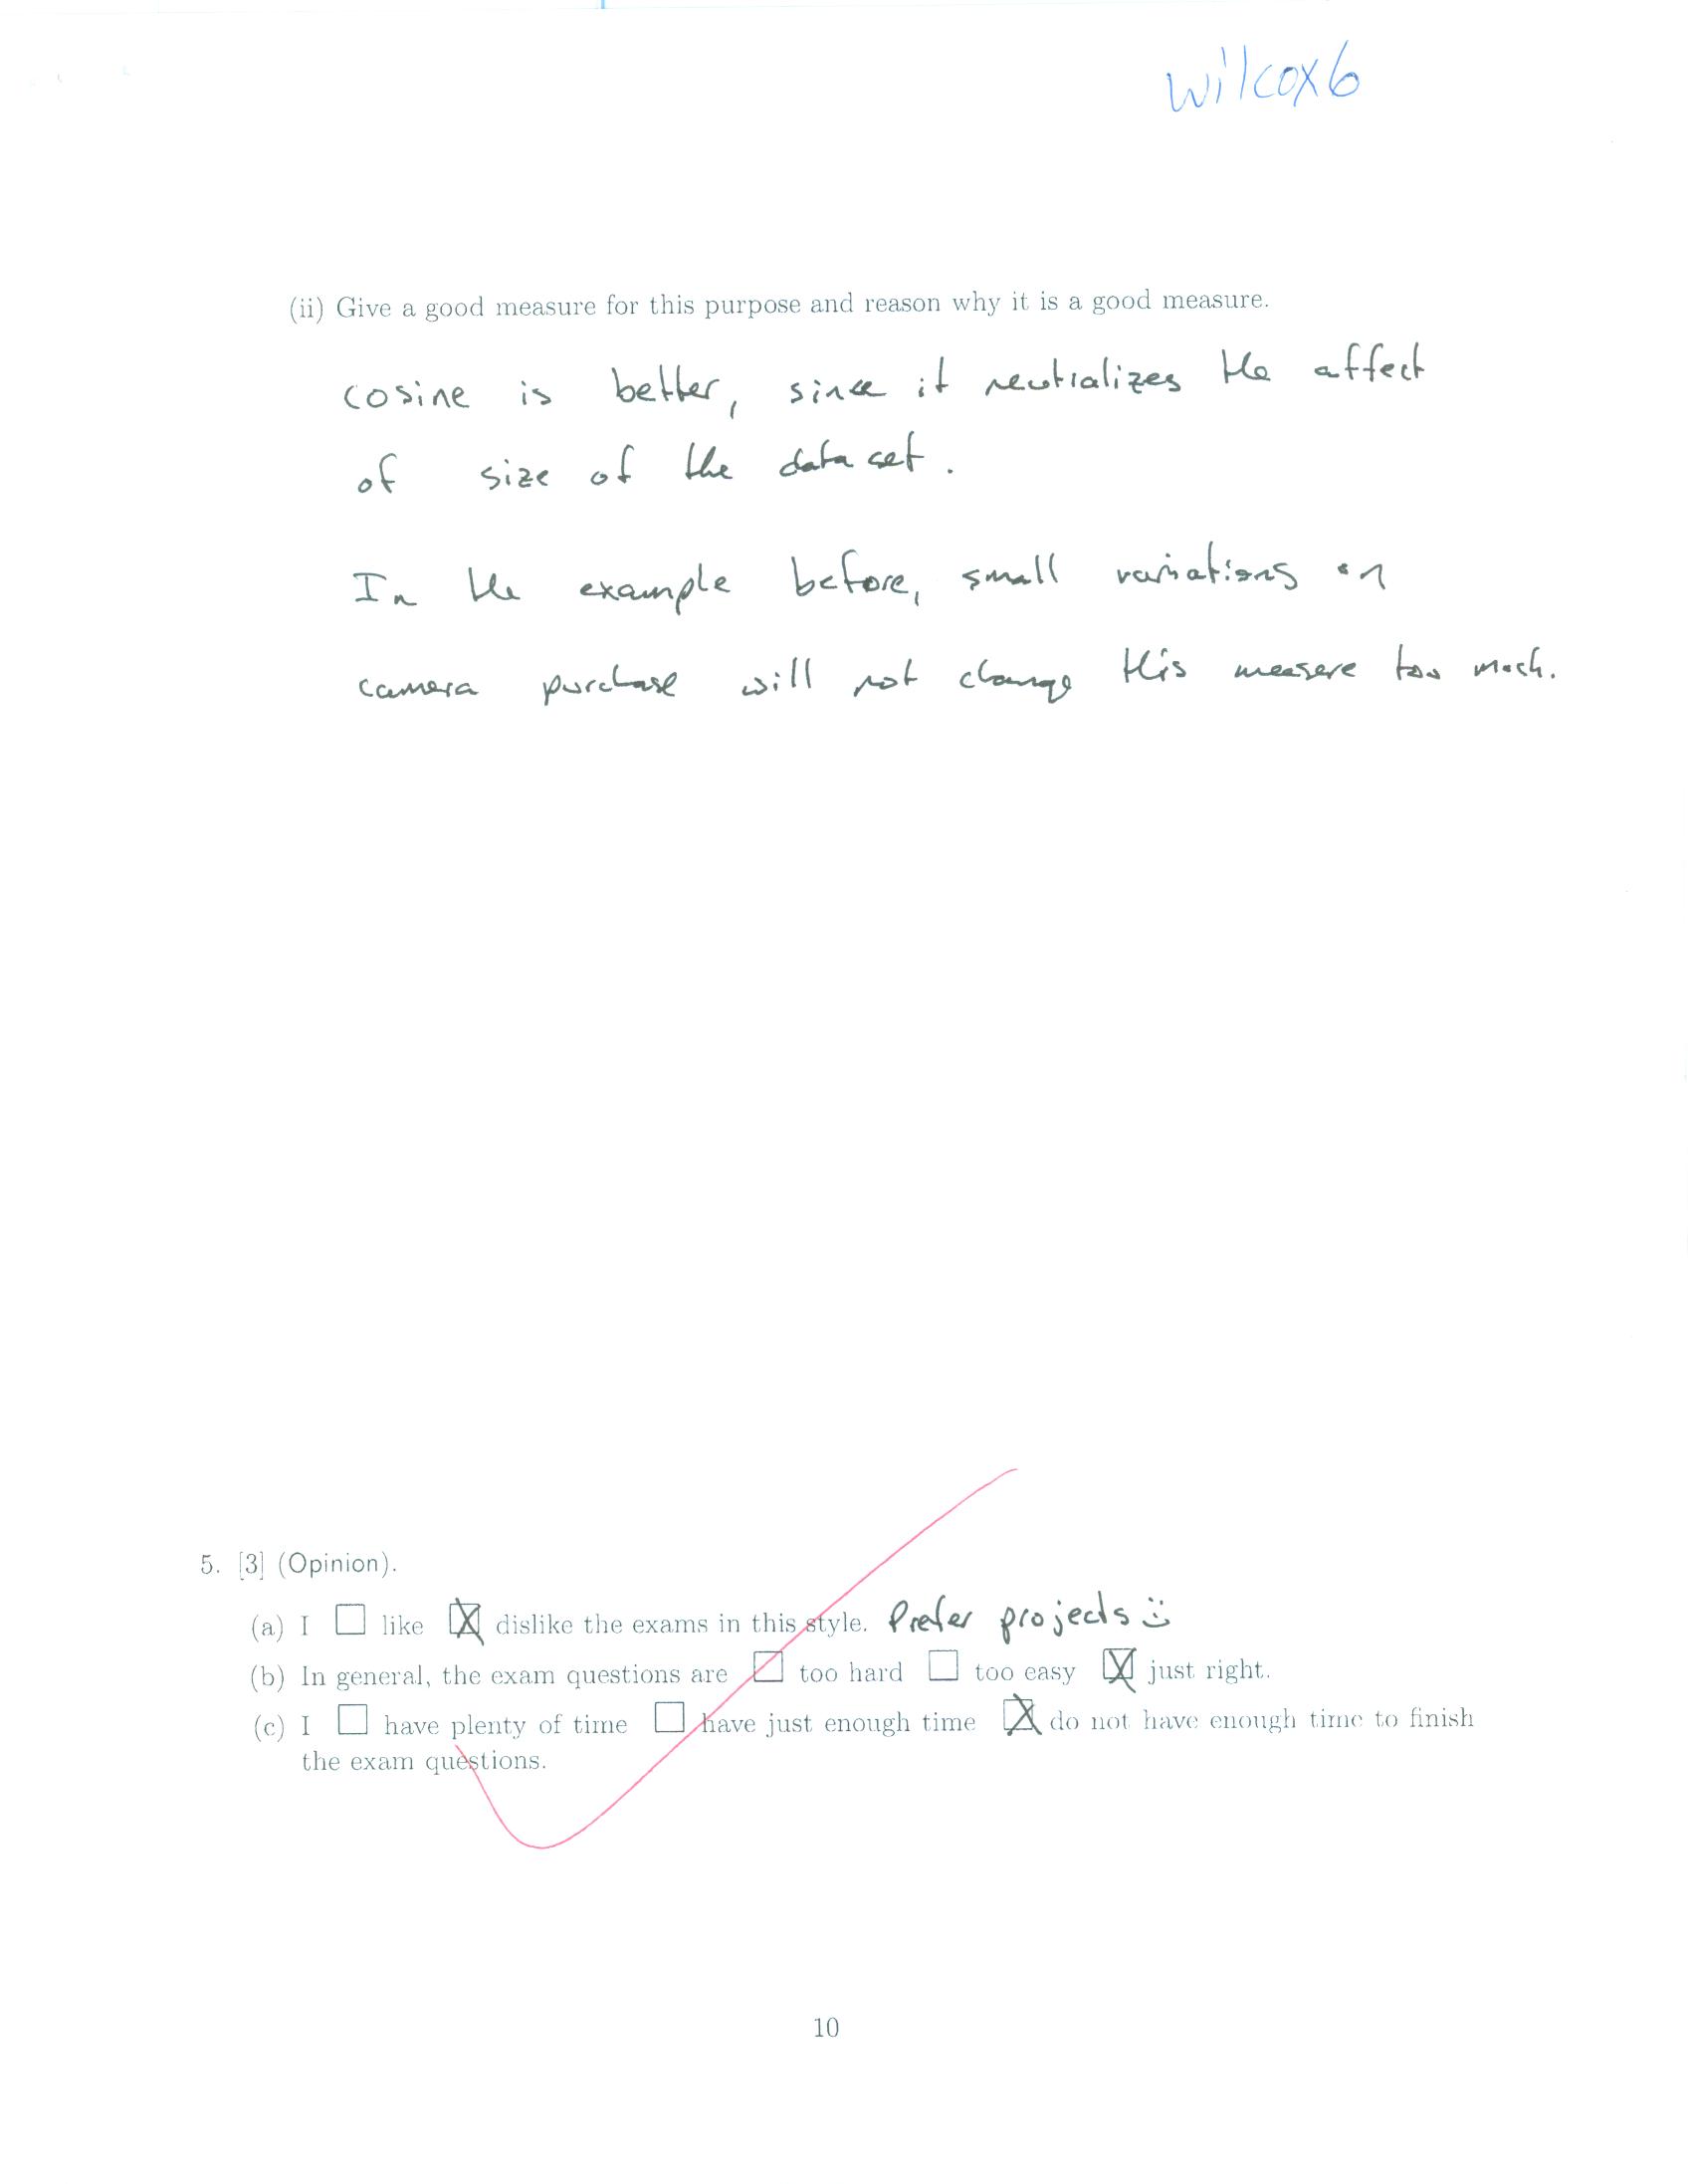 wilcox6
(ii) Give a good measure for this purpose and reason why it is a good measure.
cosine is better, since it neutralizes the affect
of size of the data set.
In the example before, small variations on
camera purchase will not change this measere too much.
5. [3] (Opinion).
(a) I ☐ like ☒ dislike the exams in this style. Prefer projects :)
(b) In general, the exam questions are ☐ too hard ☐ too easy ☒ just right.
(c) I ☐ have plenty of time ☐ have just enough time ☒ do not have enough time to finish
the exam questions.
10